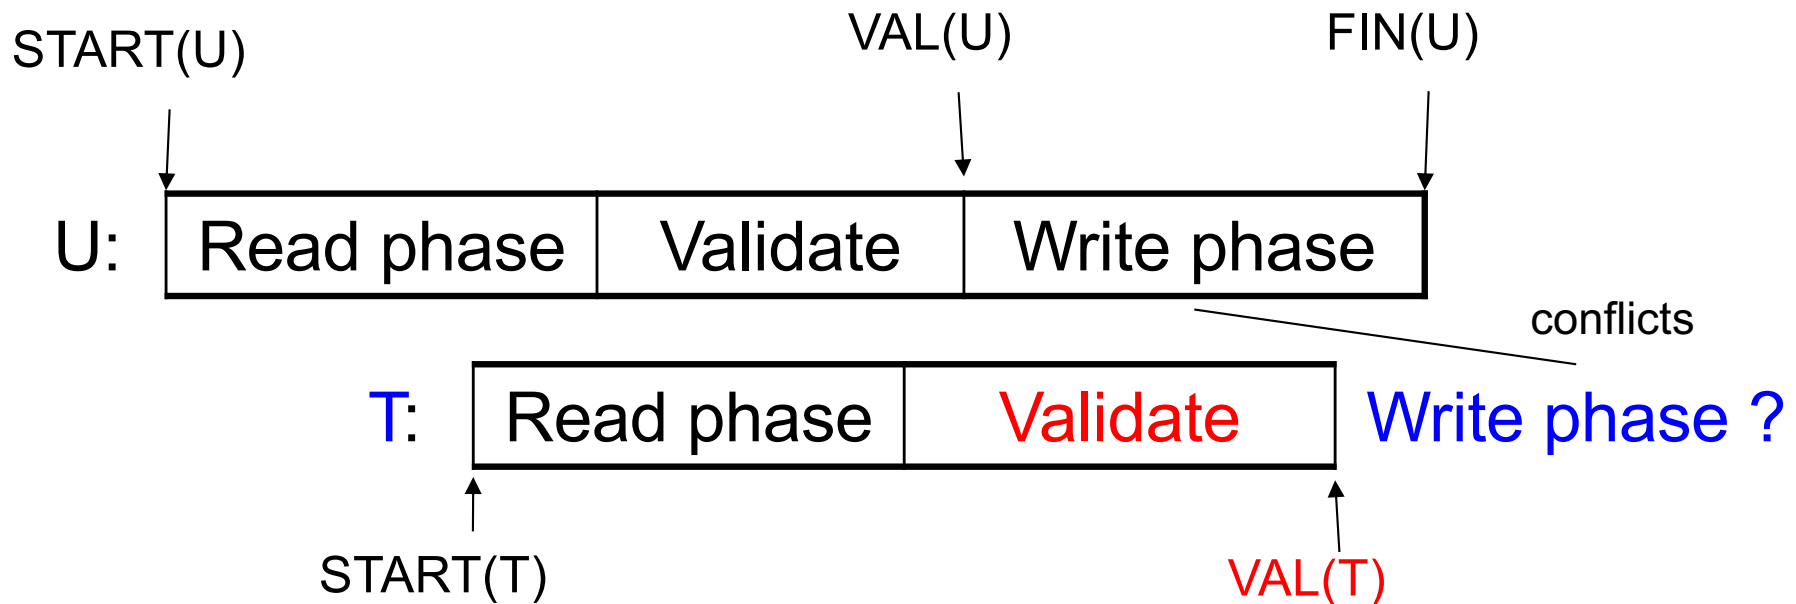 START(U)
VAL(U)
FIN(U)
U:
Read phase
Validate
Write phase
conflicts
T:
Read phase
Validate
Write phase ?
START(T)
VAL(T)